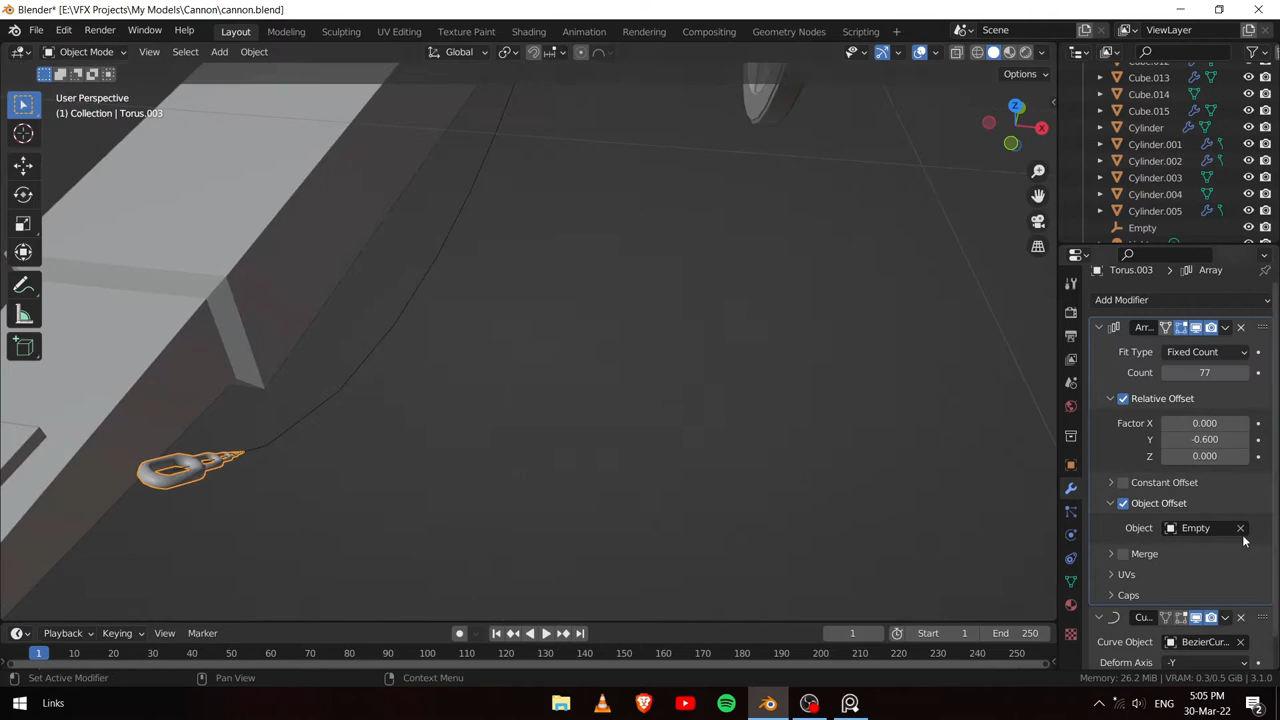 Blender* [E:\VFX Projects\My Models\Cannon\cannon.blend]
File Edit Render Window Help Layout Modeling Sculpting UV Editing Texture Paint Shading Animation Rendering Compositing Geometry Nodes Scripting + Scene ViewLayer
Object Mode View Select Add Object Global
Options
User Perspective
(1) Collection | Torus.003
Z
X
Cube.012
Cube.013
Cube.014
Cube.015
Cylinder
Cylinder.001
Cylinder.002
Cylinder.003
Cylinder.004
Cylinder.005
Empty
Torus.003 > Array
Add Modifier
Arr...
Fit Type Fixed Count
Count 77
Relative Offset
Factor X 0.000
Y -0.600
Z 0.000
Constant Offset
Object Offset
Object Empty
Merge
UVs
Caps
Cu...
Curve Object BezierCur...
Deform Axis -Y
Playback Keying View Marker 1 Start 1 End 250
1 10 20 30 40 50 60 70 80 90 100 110 120 130 140 150 160 170 180 190 200 210 220 230 240 250
Set Active Modifier Pan View Context Menu Memory: 26.2 MiB | VRAM: 0.3/0.5 GiB | 3.1.0
Links ENG 5:05 PM
30-Mar-22
2